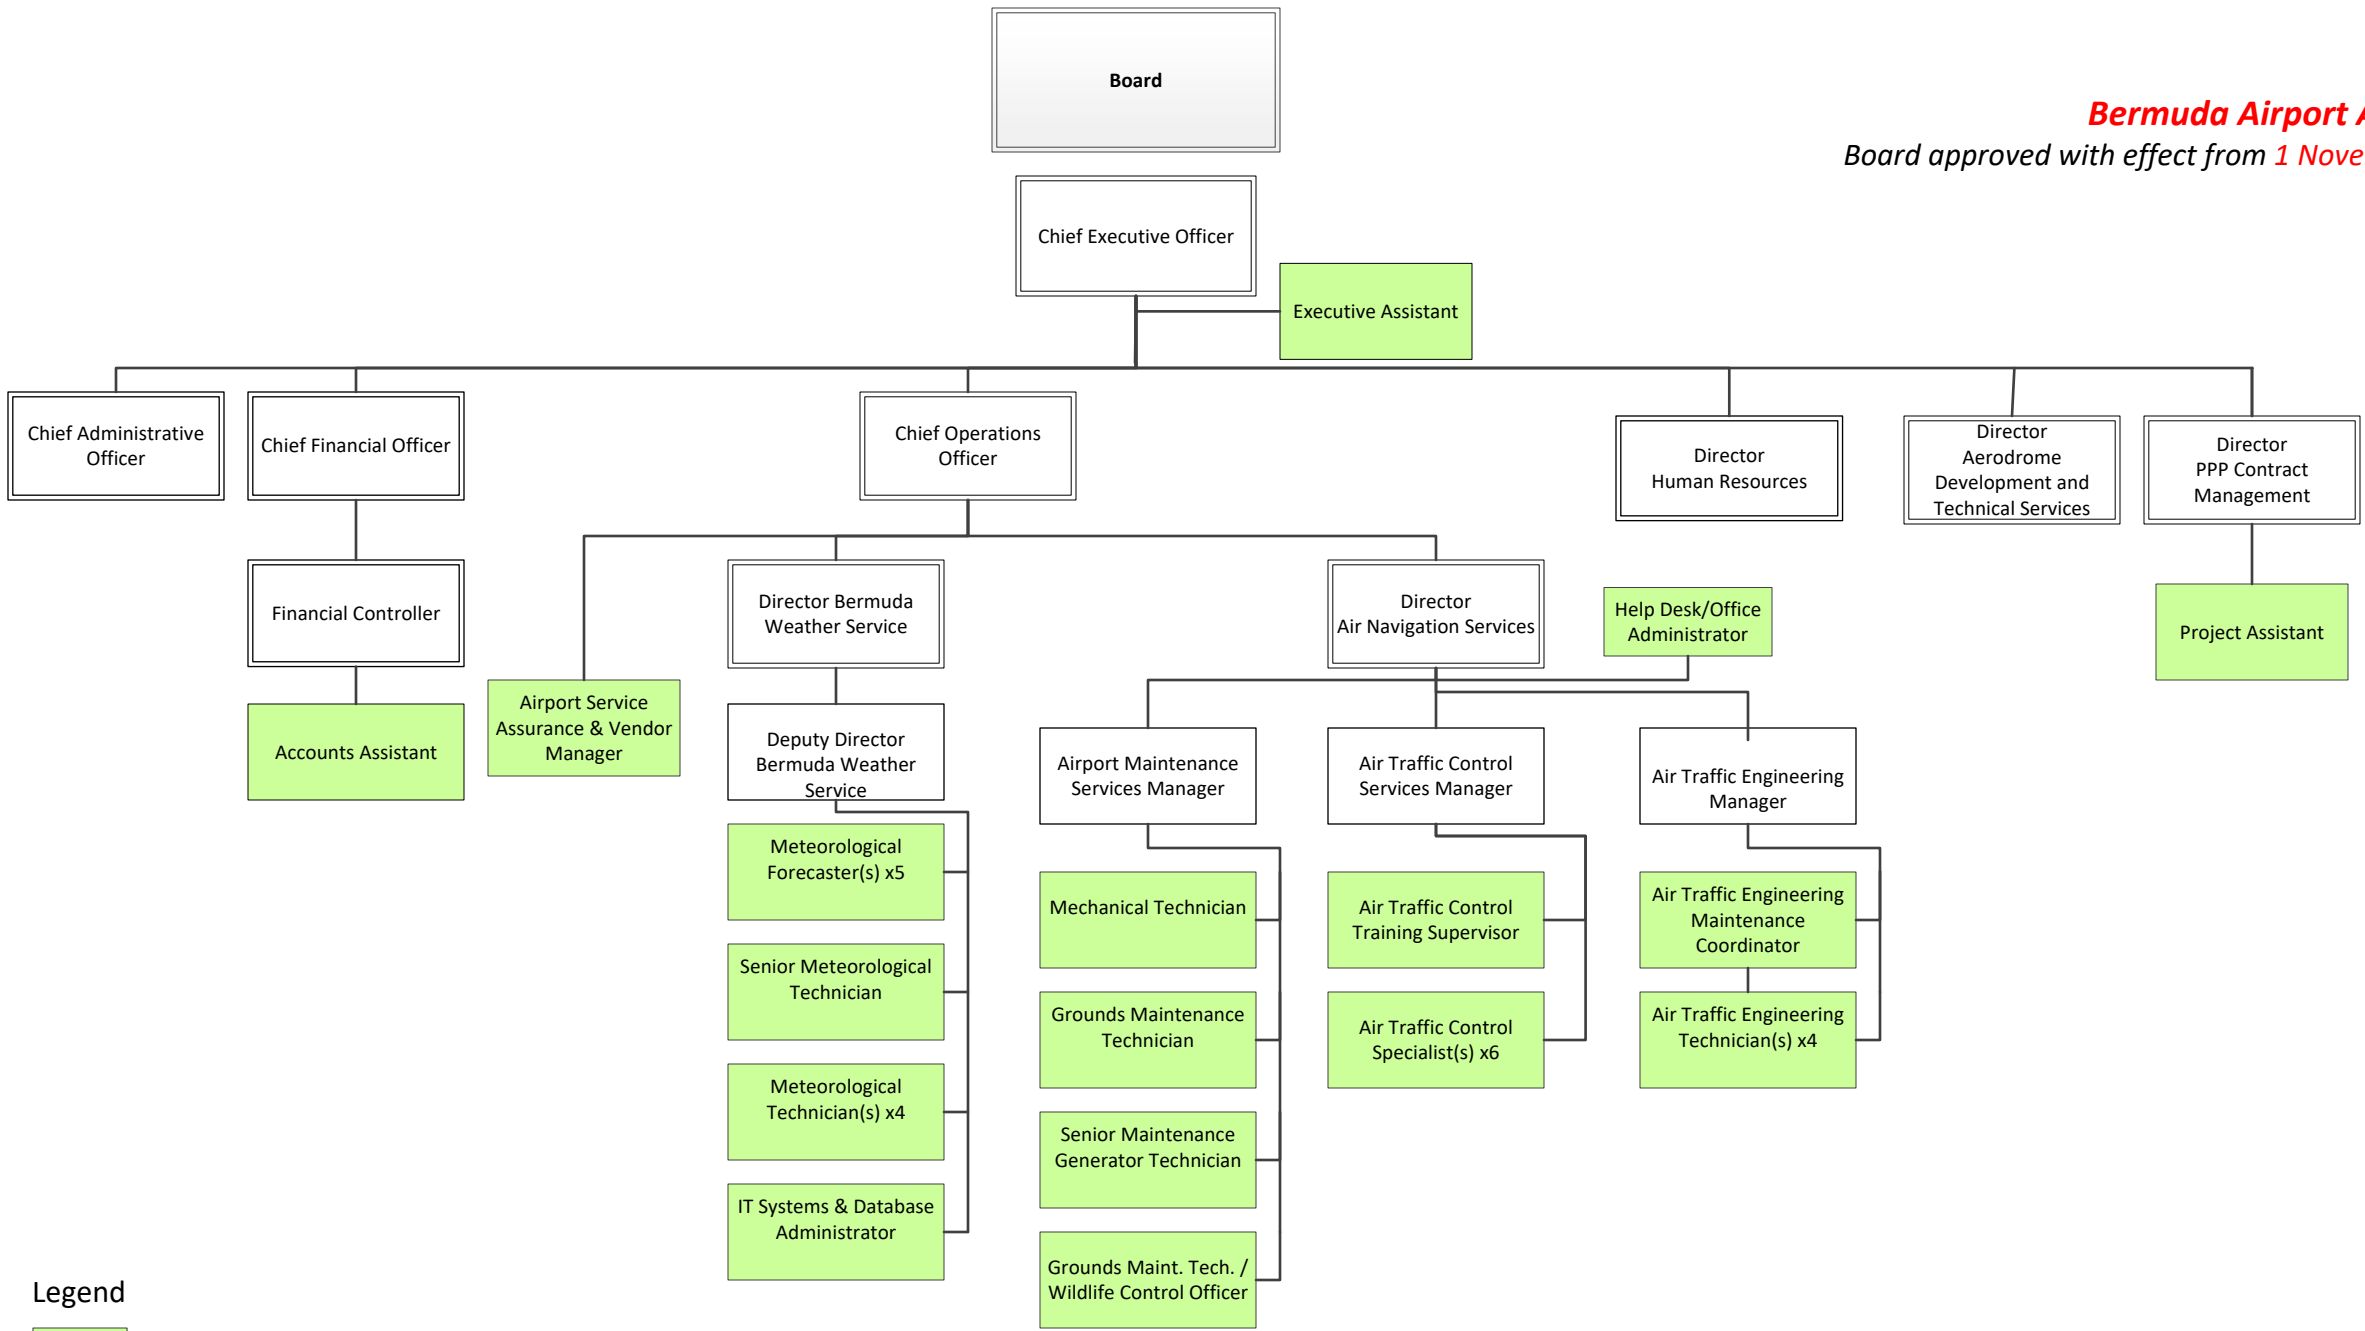 Board
Bermuda Airport
Board approved with effect from 1 Nove
Chief Executive Officer
Executive Assistant
Chief Administrative
Officer
Chief Financial Officer
Chief Operations
Officer
Director
Human Resources
Director
Aerodrome
Development and
Technical Services
Director
PPP Contract
Management
Financial Controller
Director Bermuda
Weather Service
Director
Air Navigation Services
Help Desk/Office
Administrator
Project Assistant
Accounts Assistant
Airport Service
Assurance & Vendor
Manager
Deputy Director
Bermuda Weather
Service
Airport Maintenance
Services Manager
Air Traffic Control
Services Manager
Air Traffic Engineering
Manager
Meteorological
Forecaster(s) x5
Senior Meteorological
Technician
Meteorological
Technician(s) x4
IT Systems & Database
Administrator
Mechanical Technician
Grounds Maintenance
Technician
Senior Maintenance
Generator Technician
Grounds Maint. Tech. /
Wildlife Control Officer
Air Traffic Control
Training Supervisor
Air Traffic Control
Specialist(s) x6
Air Traffic Engineering
Maintenance
Coordinator
Air Traffic Engineering
Technician(s) x4
Legend